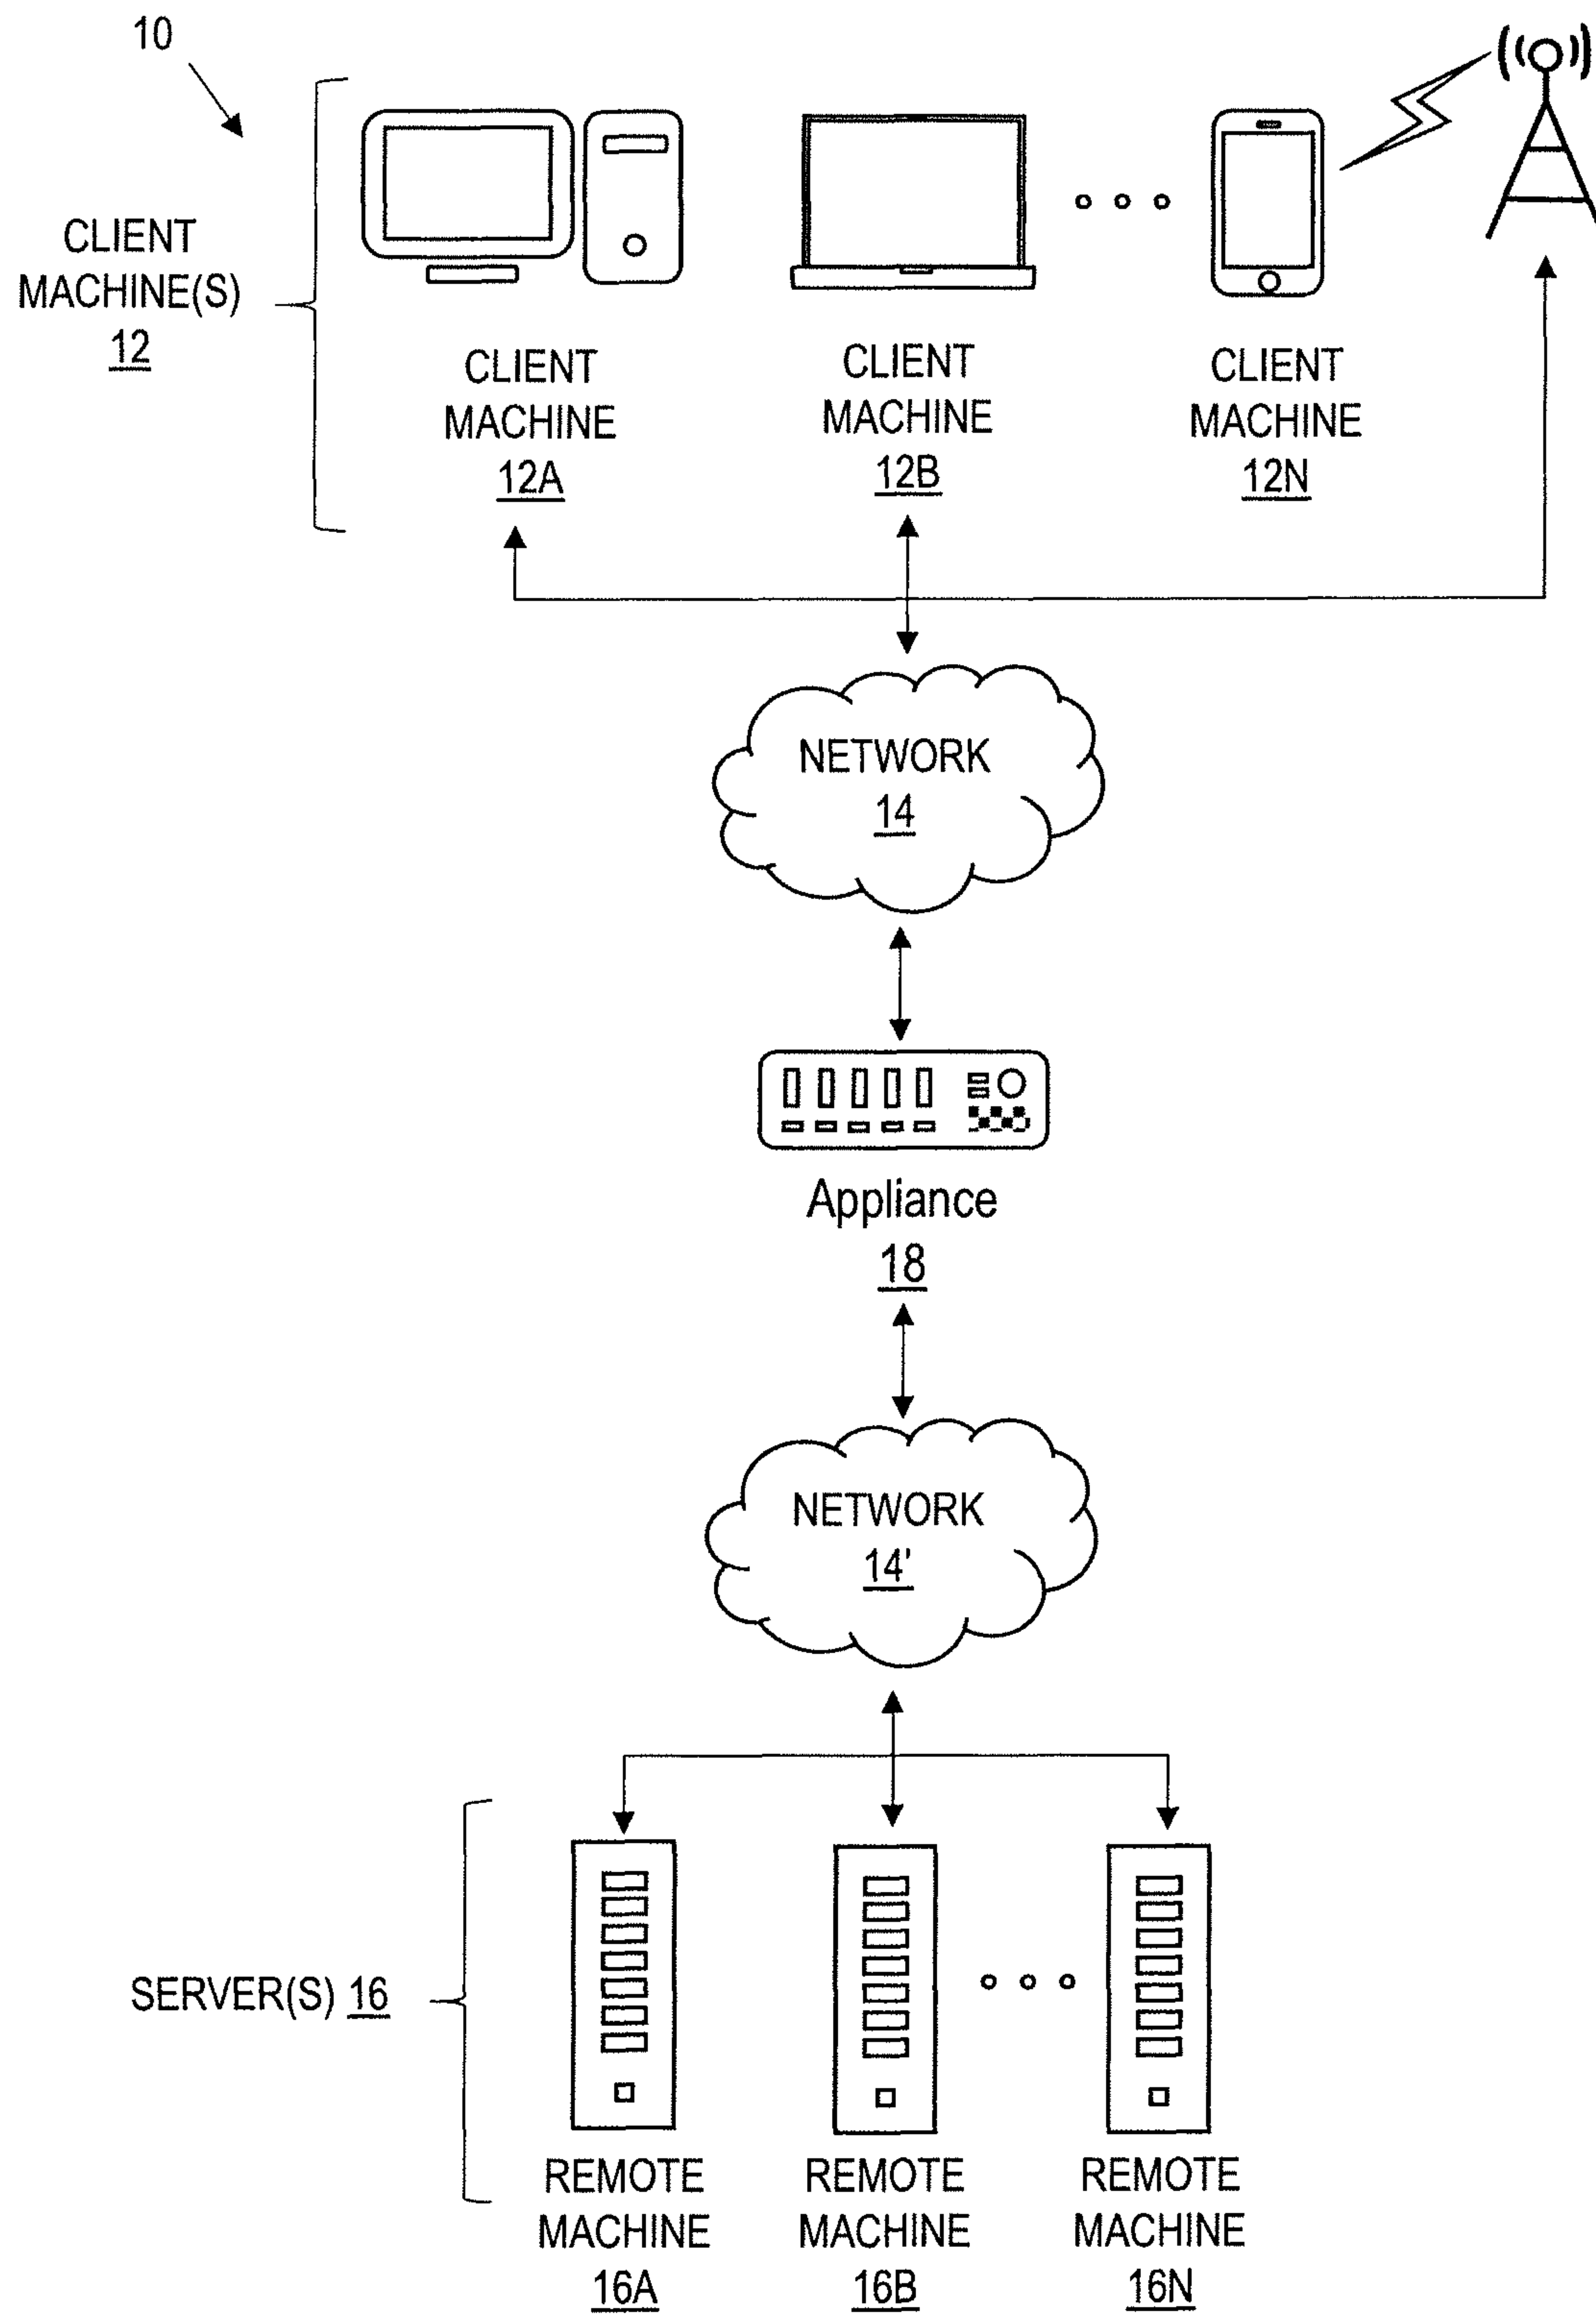 10
CLIENT
MACHINE(S)
12
CLIENT
MACHINE
12A
CLIENT
MACHINE
12B
CLIENT
MACHINE
12N
NETWORK
14
Appliance
18
NETWORK
14'
SERVER(S) 16
REMOTE
MACHINE
16A
REMOTE
MACHINE
16B
REMOTE
MACHINE
16N